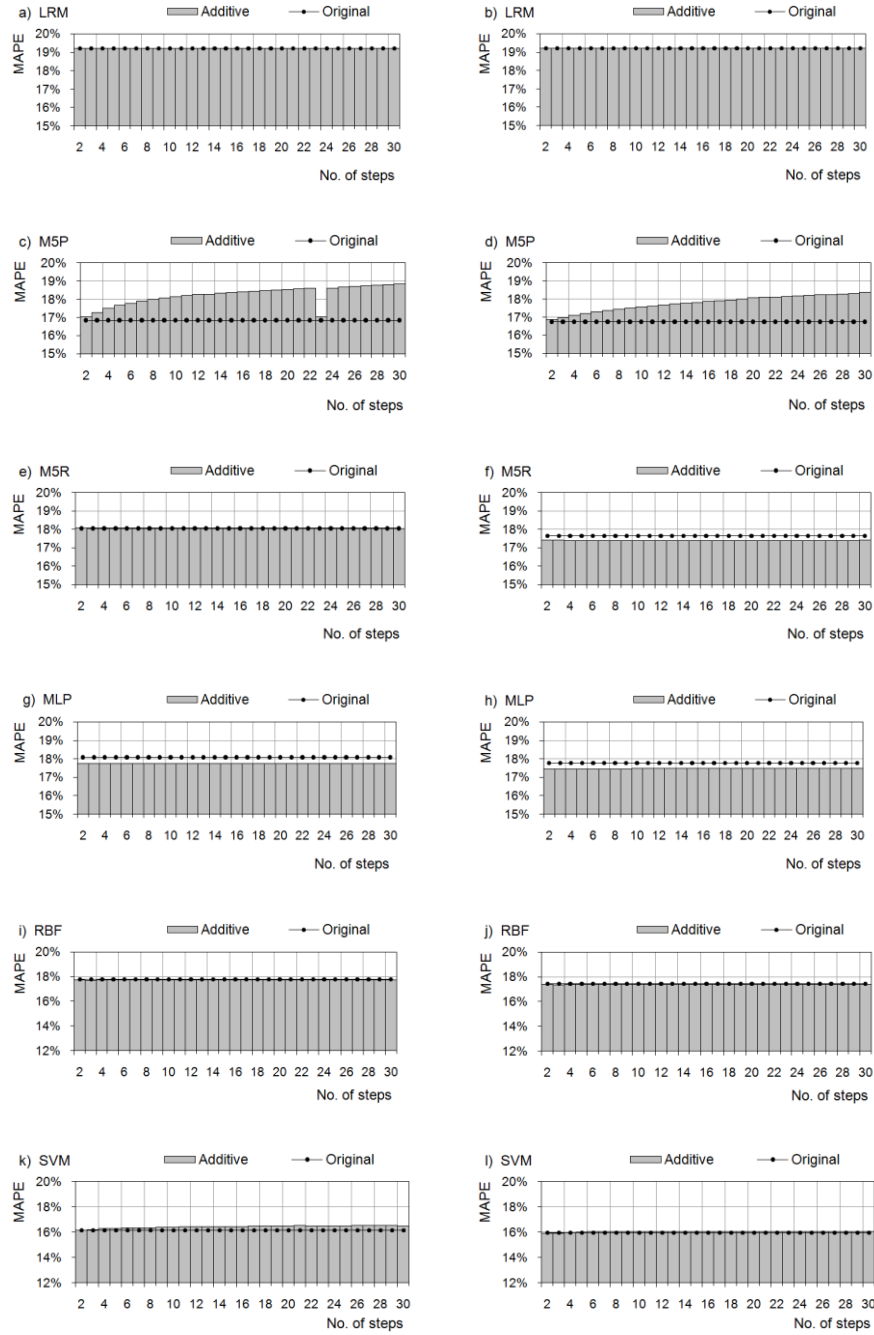 a) LRM Additive Original
MAPE
20%
19%
18%
17%
16%
15%
2 4 6 8 10 12 14 16 18 20 22 24 26 28 30
No. of steps
b) LRM Additive Original
MAPE
20%
19%
18%
17%
16%
15%
2 4 6 8 10 12 14 16 18 20 22 24 26 28 30
No. of steps
c) M5P Additive Original
MAPE
20%
19%
18%
17%
16%
15%
2 4 6 8 10 12 14 16 18 20 22 24 26 28 30
No. of steps
d) M5P Additive Original
MAPE
20%
19%
18%
17%
16%
15%
2 4 6 8 10 12 14 16 18 20 22 24 26 28 30
No. of steps
e) M5R Additive Original
MAPE
20%
19%
18%
17%
16%
15%
2 4 6 8 10 12 14 16 18 20 22 24 26 28 30
No. of steps
f) M5R Additive Original
MAPE
20%
19%
18%
17%
16%
15%
2 4 6 8 10 12 14 16 18 20 22 24 26 28 30
No. of steps
g) MLP Additive Original
MAPE
20%
19%
18%
17%
16%
15%
2 4 6 8 10 12 14 16 18 20 22 24 26 28 30
No. of steps
h) MLP Additive Original
MAPE
20%
19%
18%
17%
16%
15%
2 4 6 8 10 12 14 16 18 20 22 24 26 28 30
No. of steps
i) RBF Additive Original
MAPE
20%
18%
16%
14%
12%
2 4 6 8 10 12 14 16 18 20 22 24 26 28 30
No. of steps
j) RBF Additive Original
MAPE
20%
18%
16%
14%
12%
2 4 6 8 10 12 14 16 18 20 22 24 26 28 30
No. of steps
k) SVM Additive Original
MAPE
20%
18%
16%
14%
12%
2 4 6 8 10 12 14 16 18 20 22 24 26 28 30
No. of steps
l) SVM Additive Original
MAPE
20%
18%
16%
14%
12%
2 4 6 8 10 12 14 16 18 20 22 24 26 28 30
No. of steps